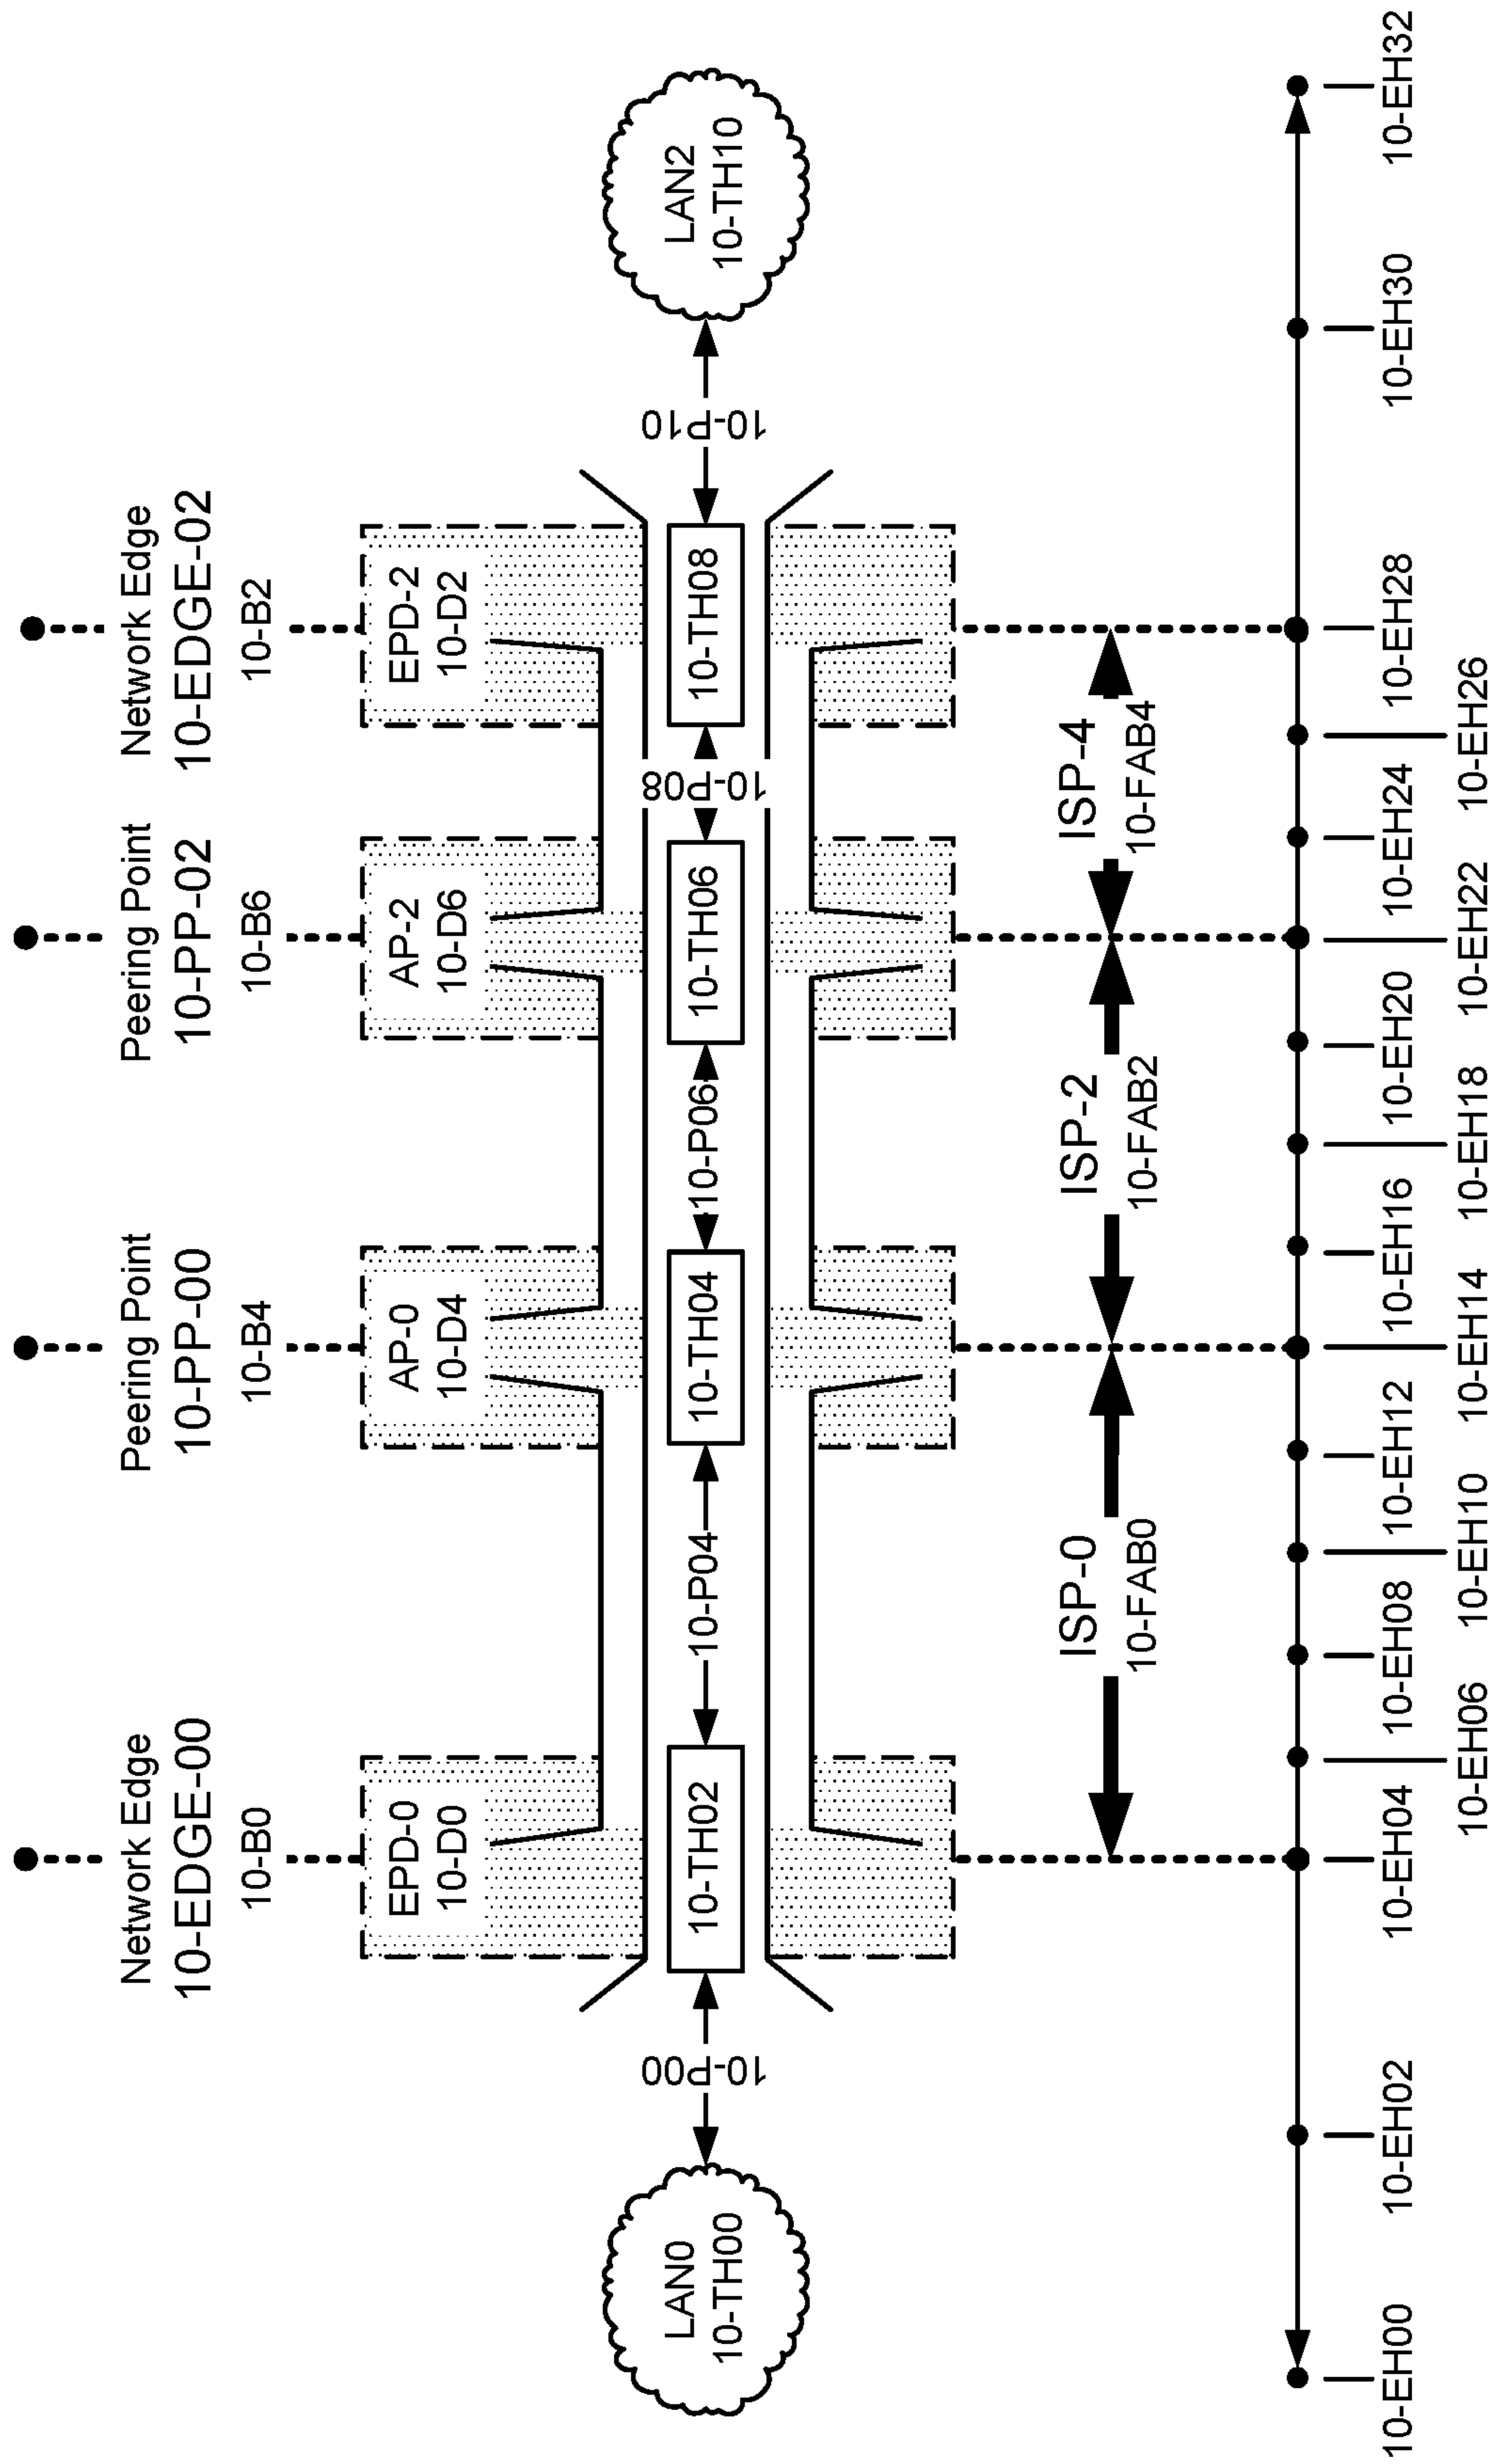 Network Edge
10-EDGE-00
10-B0
Peering Point
10-PP-00
10-B4
Peering Point
10-PP-02
10-B6
Network Edge
10-EDGE-02
10-B2
EPD-0
10-D0
AP-0
10-D4
AP-2
10-D6
EPD-2
10-D2
LAN0
10-TH00
10-P00
10-TH02
10-P04
10-TH04
10-P06
10-TH06
10-P08
10-TH08
10-P10
LAN2
10-TH10
ISP-0
10-FAB0
ISP-2
10-FAB2
ISP-4
10-FAB4
10-EH00
10-EH02
10-EH04
10-EH06
10-EH08
10-EH10
10-EH12
10-EH14
10-EH16
10-EH18
10-EH20
10-EH22
10-EH24
10-EH26
10-EH28
10-EH30
10-EH32